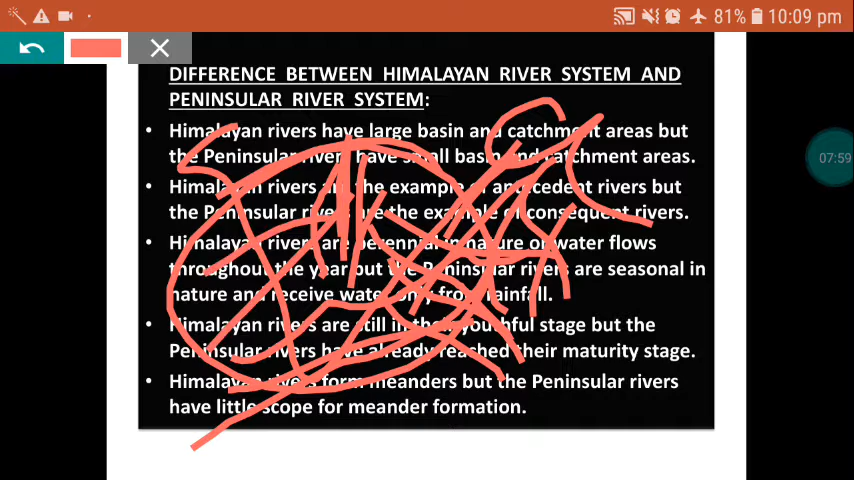 81% 10:09 pm
DIFFERENCE BETWEEN HIMALAYAN RIVER SYSTEM AND
PENINSULAR RIVER SYSTEM:
• Himalayan rivers have large basin and catchment areas but
the Peninsular rivers have small basin and catchment areas.
07:59
• Himalayan rivers are the example of antecedent rivers but
the Peninsular rivers are the example of consequent rivers.
• Himalayan rivers are perennial in nature or water flows
throughout the year but the Peninsular rivers are seasonal in
nature and receive water only from rainfall.
• Himalayan rivers are still in their youthful stage but the
Peninsular rivers have already reached their maturity stage.
• Himalayan rivers form meanders but the Peninsular rivers
have little scope for meander formation.